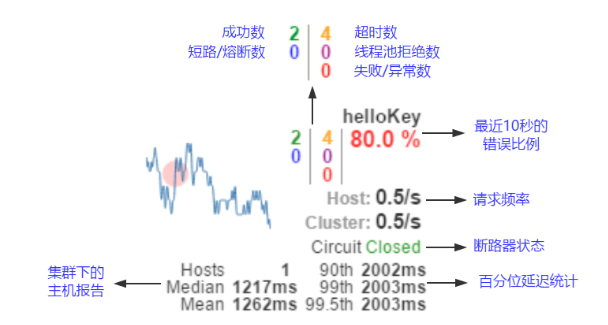 成功数 2 4 超时数
短路/熔断数 0 0 线程池拒绝数
0 失败/异常数
helloKey
2 4 80.0 %
0 0
0
最近10秒的
错误比例
Host: 0.5/s 请求频率
Cluster: 0.5/s
Circuit Closed 断路器状态
集群下的
主机报告
Hosts 1 90th 2002ms
Median 1217ms 99th 2003ms
Mean 1262ms 99.5th 2003ms
百分位延迟统计